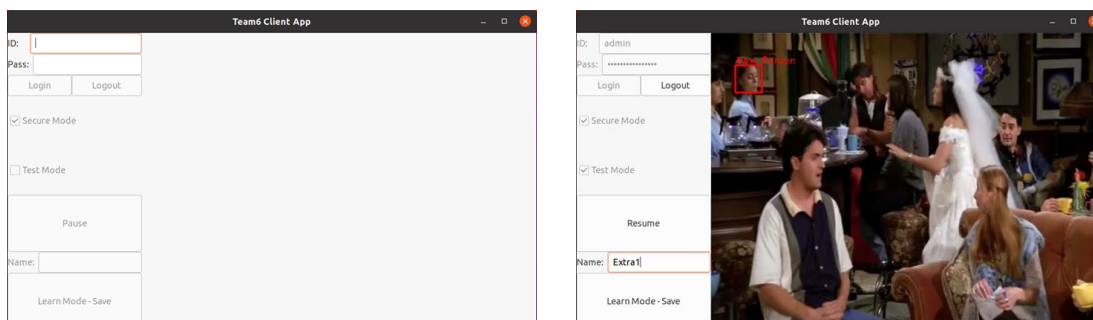 Team6 Client App
ID:
Pass:
Login Logout
Secure Mode
Test Mode
Pause
Name:
Learn Mode - Save
Team6 Client App
ID: admin
Pass: ••••••••••••••••
Login Logout
Secure Mode
Test Mode
Resume
Name: Extra1
Learn Mode - Save